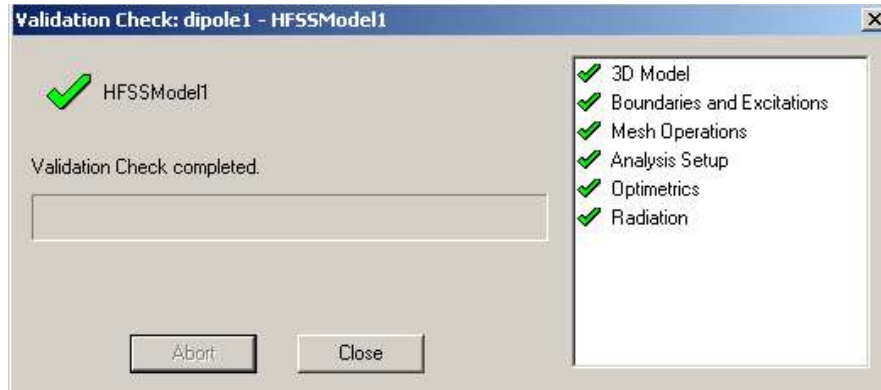 Validation Check: dipole1 - HFSSModel1
HFSSModel1
Validation Check completed.
3D Model
Boundaries and Excitations
Mesh Operations
Analysis Setup
Optimetrics
Radiation
Abort
Close